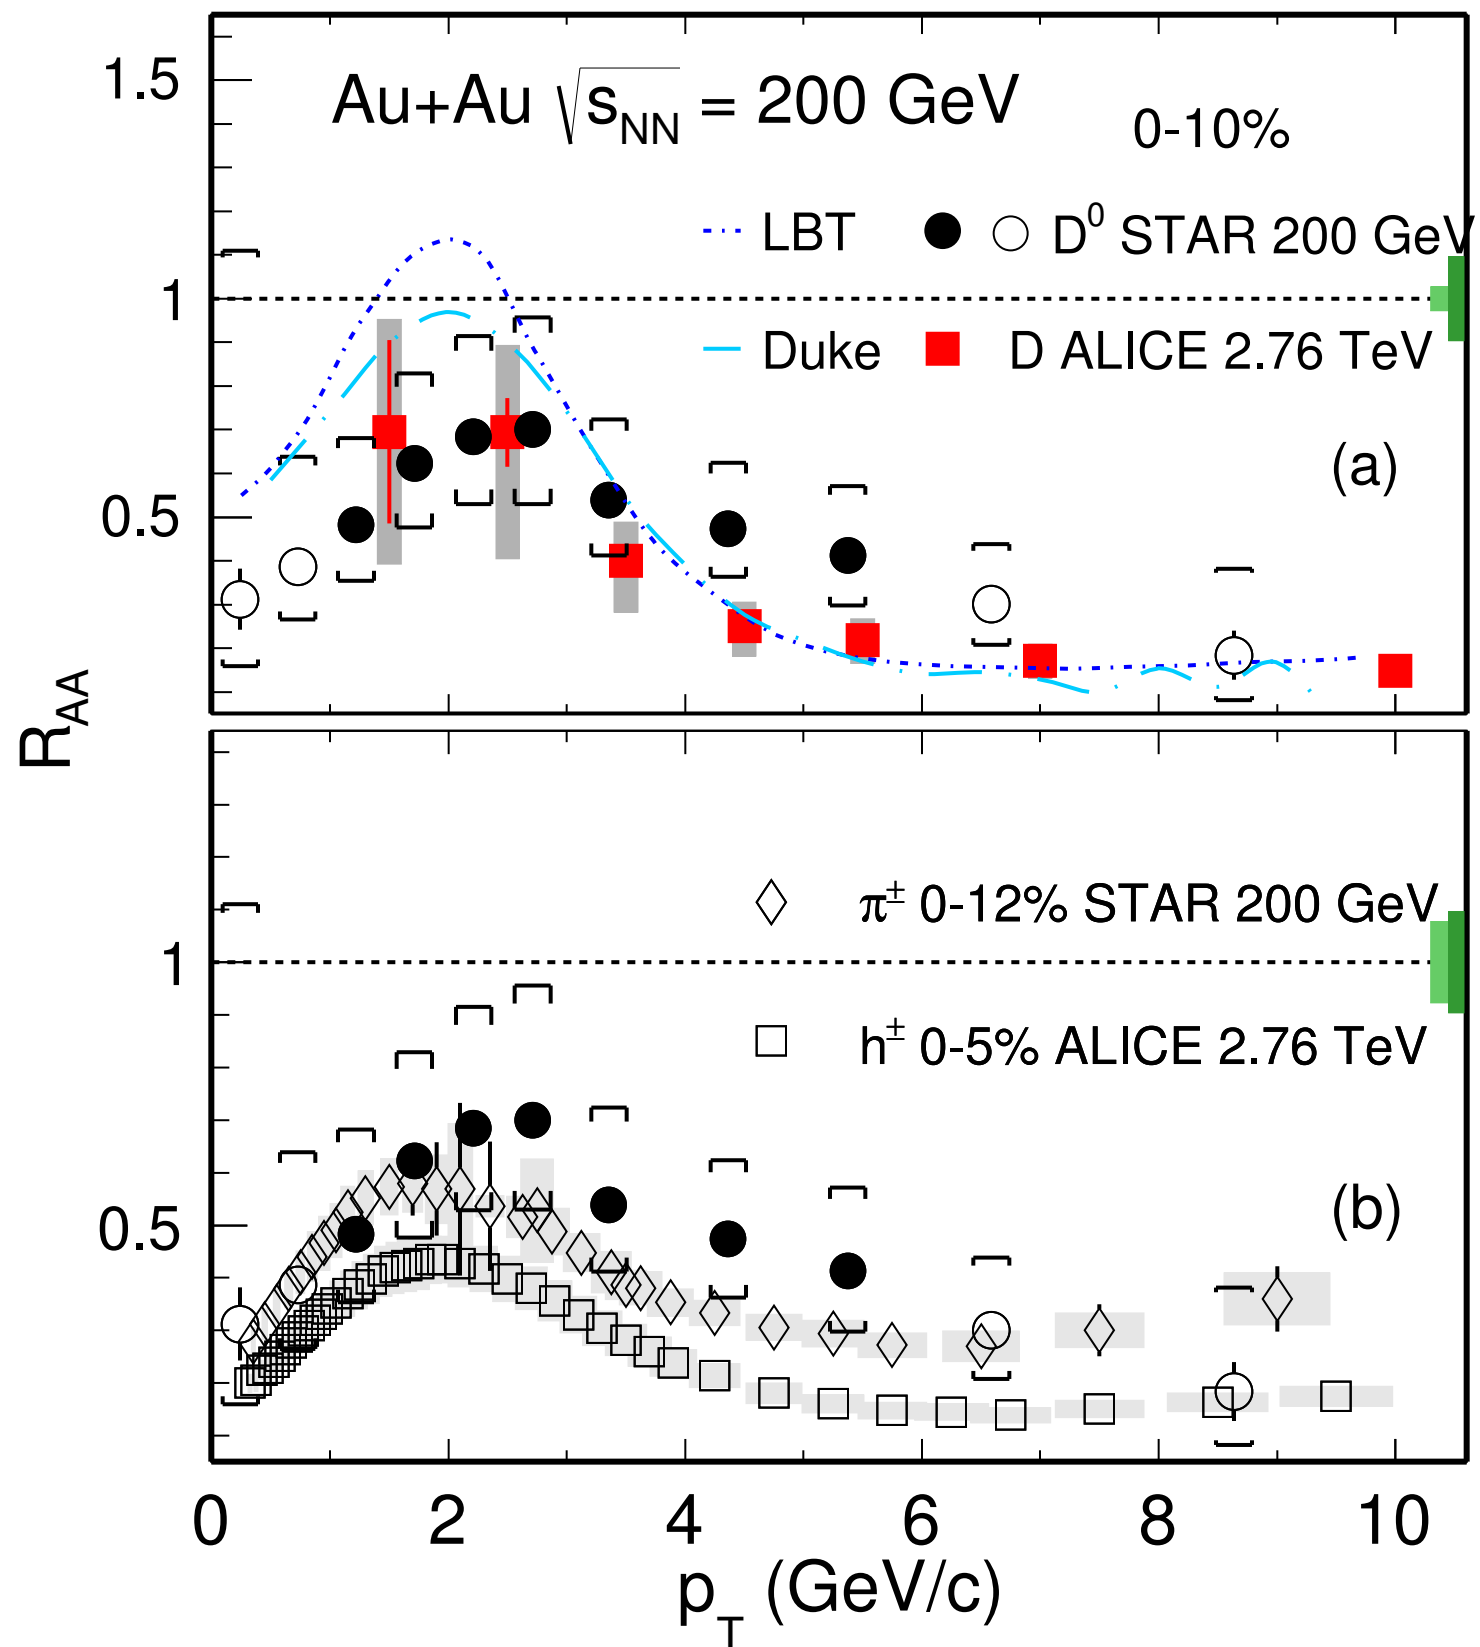 1.5
Au+Au √sNN = 200 GeV
0-10%
LBT
D⁰ STAR 200 GeV
1
Duke
D ALICE 2.76 TeV
(a)
0.5
RAA
π± 0-12% STAR 200 GeV
1
h± 0-5% ALICE 2.76 TeV
(b)
0.5
0 2 4 6 8 10
pT (GeV/c)